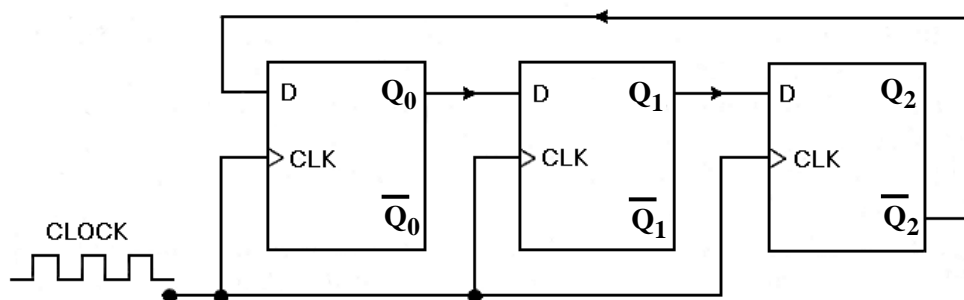 D Q₀ D Q₁ D Q₂
CLK CLK CLK
Q̅₀ Q̅₁ Q̅₂
CLOCK